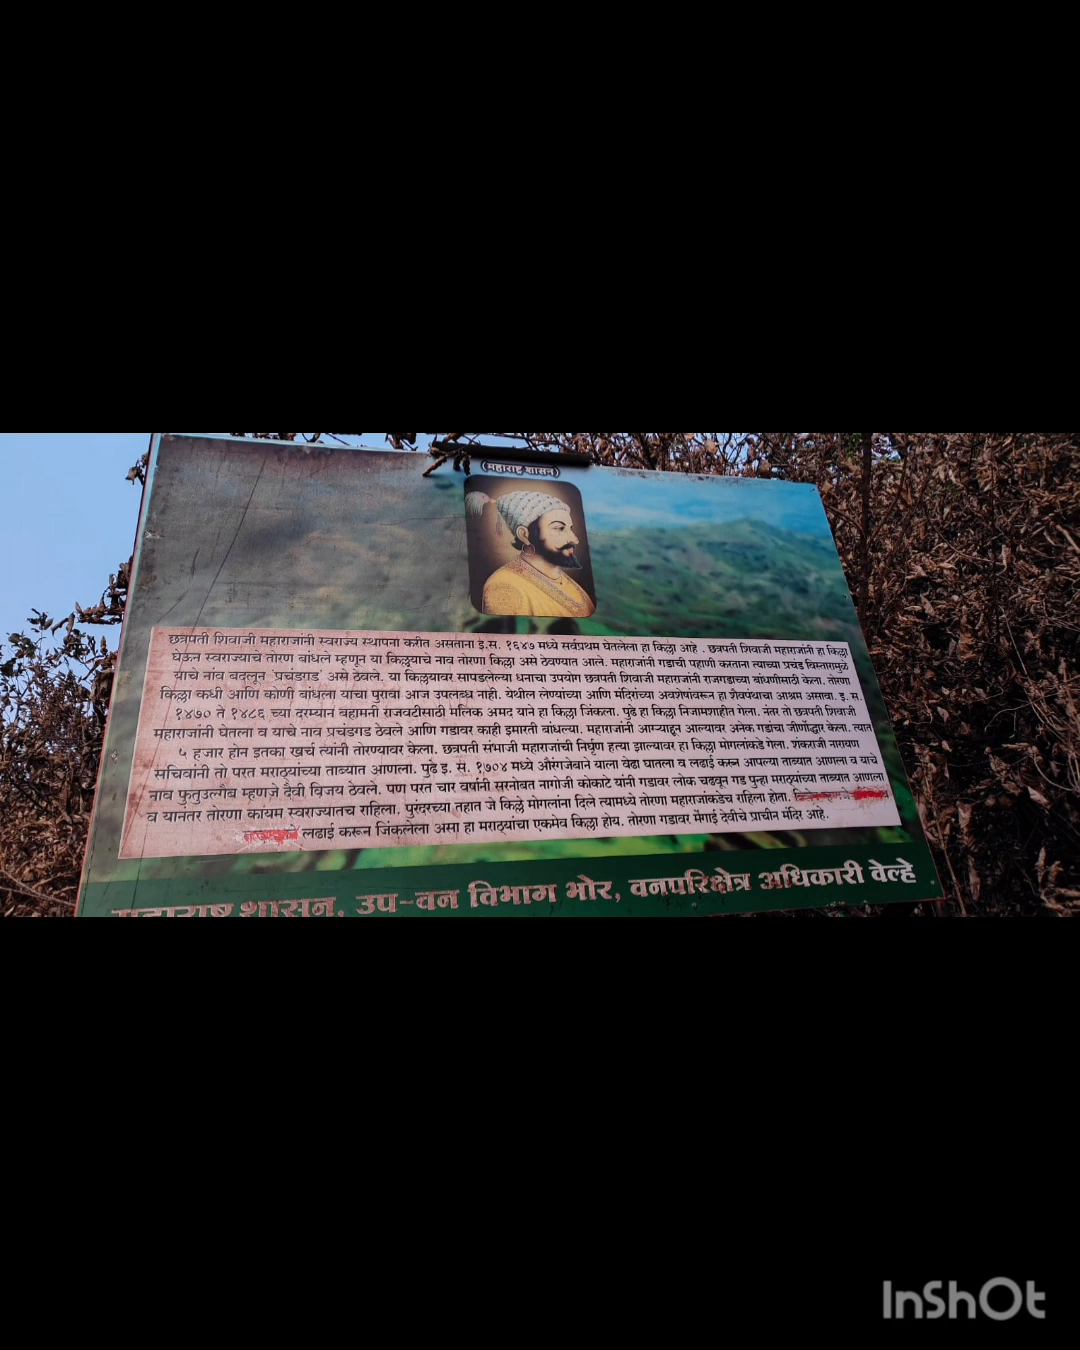 (महाराष्ट्र शासन)
छत्रपती शिवाजी महाराजांनी स्वराज्य स्थापना करीत असताना इ.स. १६४७ मध्ये सर्वप्रथम घेतलेला हा किल्ला आहे . छत्रपती शिवाजी महाराजांनी हा किल्ला
घेऊन स्वराज्याचे तोरण बांधले म्हणून या किल्ल्याचे नाव तोरणा किल्ला असे ठेवण्यात आले. महाराजांनी गडाची पहाणी करताना त्याच्या प्रचंड विस्तारामुळे
याचे नांव बदलून 'प्रचंडगड' असे ठेवले. या किल्ल्यावर सापडलेल्या धनाचा उपयोग छत्रपती शिवाजी महाराजांनी राजगडाच्या बांधणीसाठी केला. तोरणा
किल्ला कधी आणि कोणी बांधला याचा पुरावा आज उपलब्ध नाही. येथील लेण्यांच्या आणि मंदिरांच्या अवशेषांवरून हा शैवपंथाचा आश्रम असावा. इ. स.
१४७० ते १४८६ च्या दरम्यान बहामनी राजवटीसाठी मलिक अमद याने हा किल्ला जिंकला. पुढे हा किल्ला निजामशाहीत गेला. नंतर तो छत्रपती शिवाजी
महाराजांनी घेतला व याचे नाव प्रचंडगड ठेवले आणि गडावर काही इमारती बांधल्या. महाराजांनी आग्र्याहून आल्यावर अनेक गडांचा जीर्णोद्धार केला. त्यात
५ हजार होन इतका खर्च त्यांनी तोरण्यावर केला. छत्रपती संभाजी महाराजांची निर्घृण हत्या झाल्यावर हा किल्ला मोगलांकडे गेला. शंकराजी नारायण
सचिवांनी तो परत मराठ्यांच्या ताब्यात आणला. पुढे इ. स. १७०४ मध्ये औरंगजेबाने याला वेढा घातला व लढाई करून आपल्या ताब्यात आणला व याचे
नाव फुतुउल्गैब म्हणजे दैवी विजय ठेवले. पण परत चार वर्षांनी सरनोबत नागोजी कोकाटे यांनी गडावर लोक चढवून गड पुन्हा मराठ्यांच्या ताब्यात आणला
व यानंतर तोरणा कायम स्वराज्यातच राहिला. पुरंदरच्या तहात जे किल्ले मोगलांना दिले त्यामध्ये तोरणा महाराजांकडेच राहिला होता.
लढाई करून जिंकलेला असा हा मराठ्यांचा एकमेव किल्ला होय. तोरणा गडावर मेंगाई देवीचे प्राचीन मंदिर आहे.
महाराष्ट्र शासन, उप-वन विभाग भोर, वनपरिक्षेत्र अधिकारी वेल्हे
InShOt